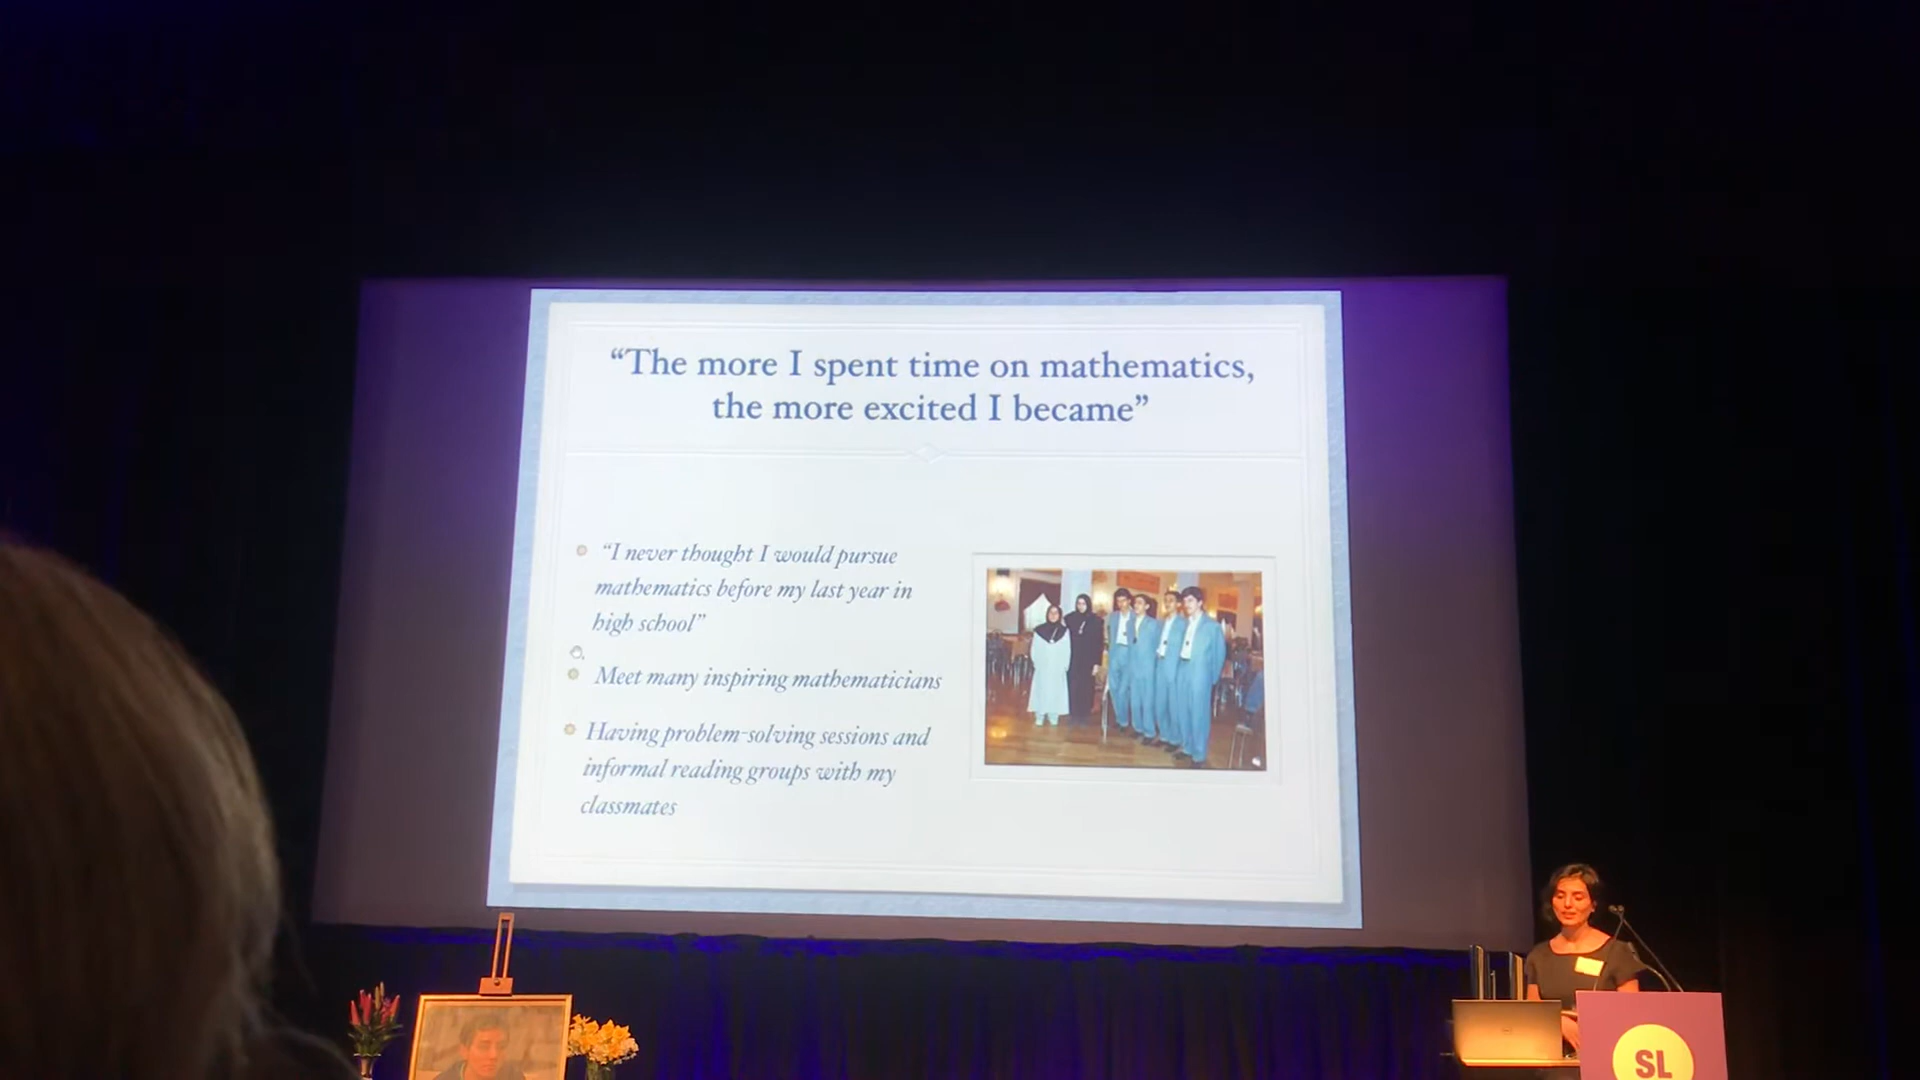 “The more I spent time on mathematics,
the more excited I became”
“I never thought I would pursue
mathematics before my last year in
high school”
Meet many inspiring mathematicians
Having problem-solving sessions and
informal reading groups with my
classmates
SL